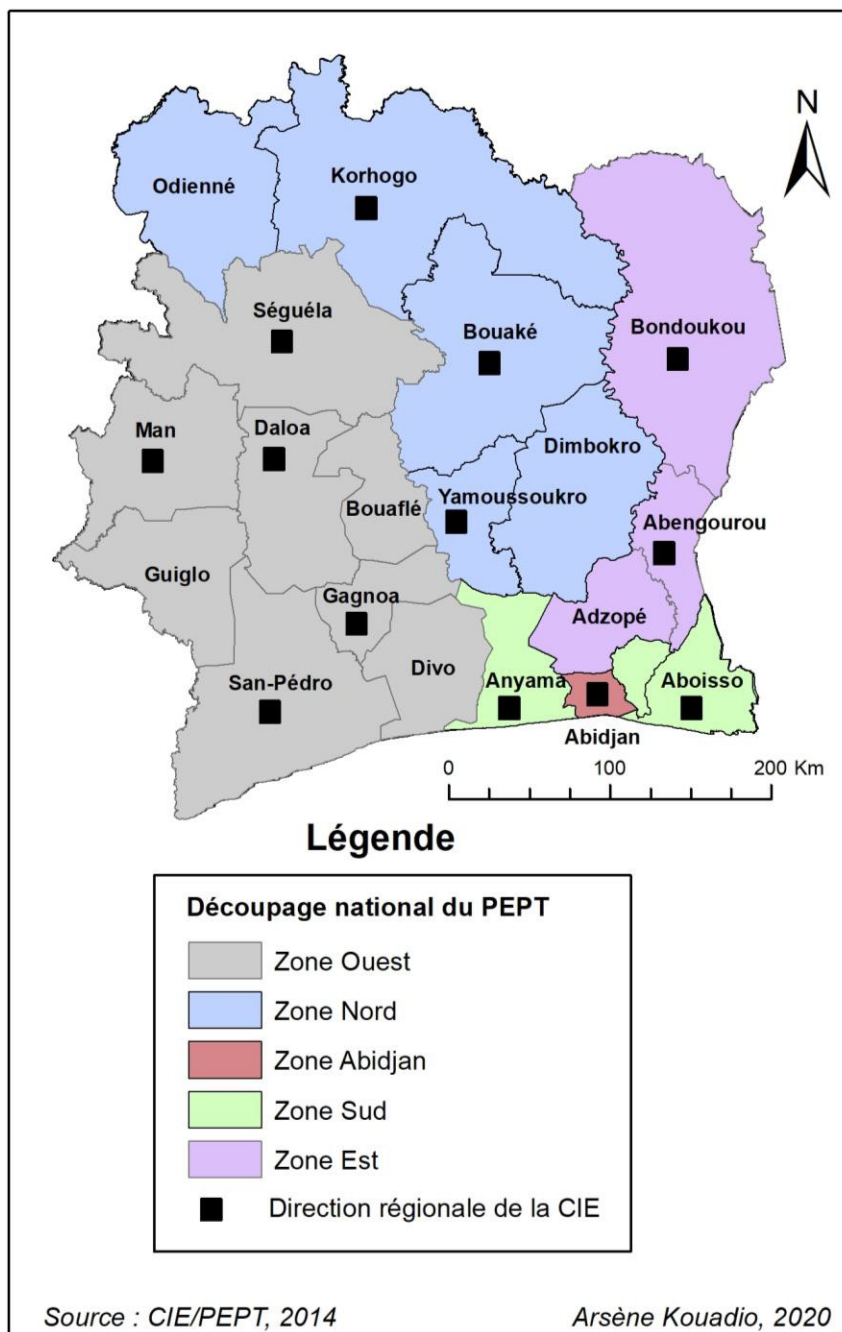 N
Odienné
Korhogo
Séguéla
Bouaké
Bondoukou
Man
Daloa
Dimbokro
Bouaflé
Yamoussoukro
Abengourou
Guiglo
Gagnoa
Adzopé
San-Pédro
Divo
Anyama
Aboisso
Abidjan
0 100 200 Km
Légende
Découpage national du PEPT
Zone Ouest
Zone Nord
Zone Abidjan
Zone Sud
Zone Est
Direction régionale de la CIE
Source : CIE/PEPT, 2014 Arsène Kouadio, 2020